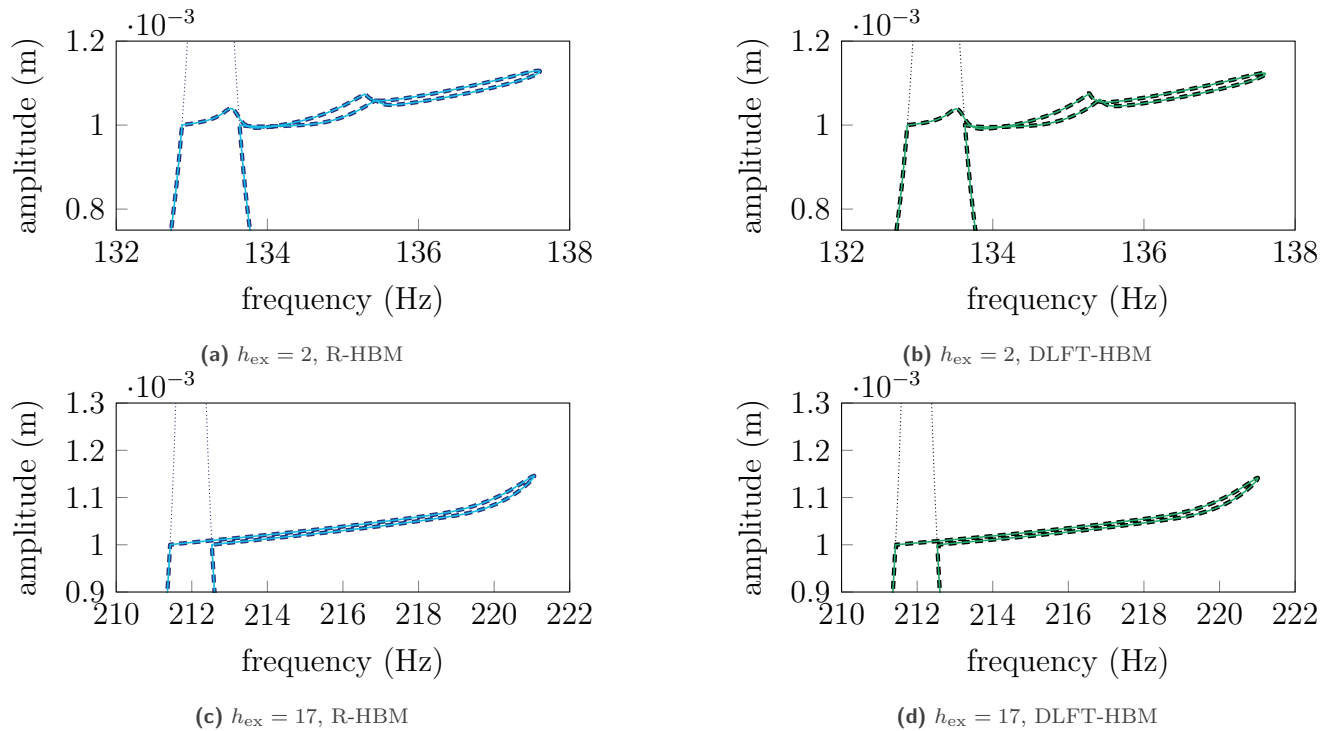 ·10⁻³
1.2
1
0.8
amplitude (m)
132 134 136 138
frequency (Hz)
(a) h_ex = 2, R-HBM
·10⁻³
1.2
1
0.8
amplitude (m)
132 134 136 138
frequency (Hz)
(b) h_ex = 2, DLFT-HBM
·10⁻³
1.3
1.2
1.1
1
0.9
amplitude (m)
210 212 214 216 218 220 222
frequency (Hz)
(c) h_ex = 17, R-HBM
·10⁻³
1.3
1.2
1.1
1
0.9
amplitude (m)
210 212 214 216 218 220 222
frequency (Hz)
(d) h_ex = 17, DLFT-HBM